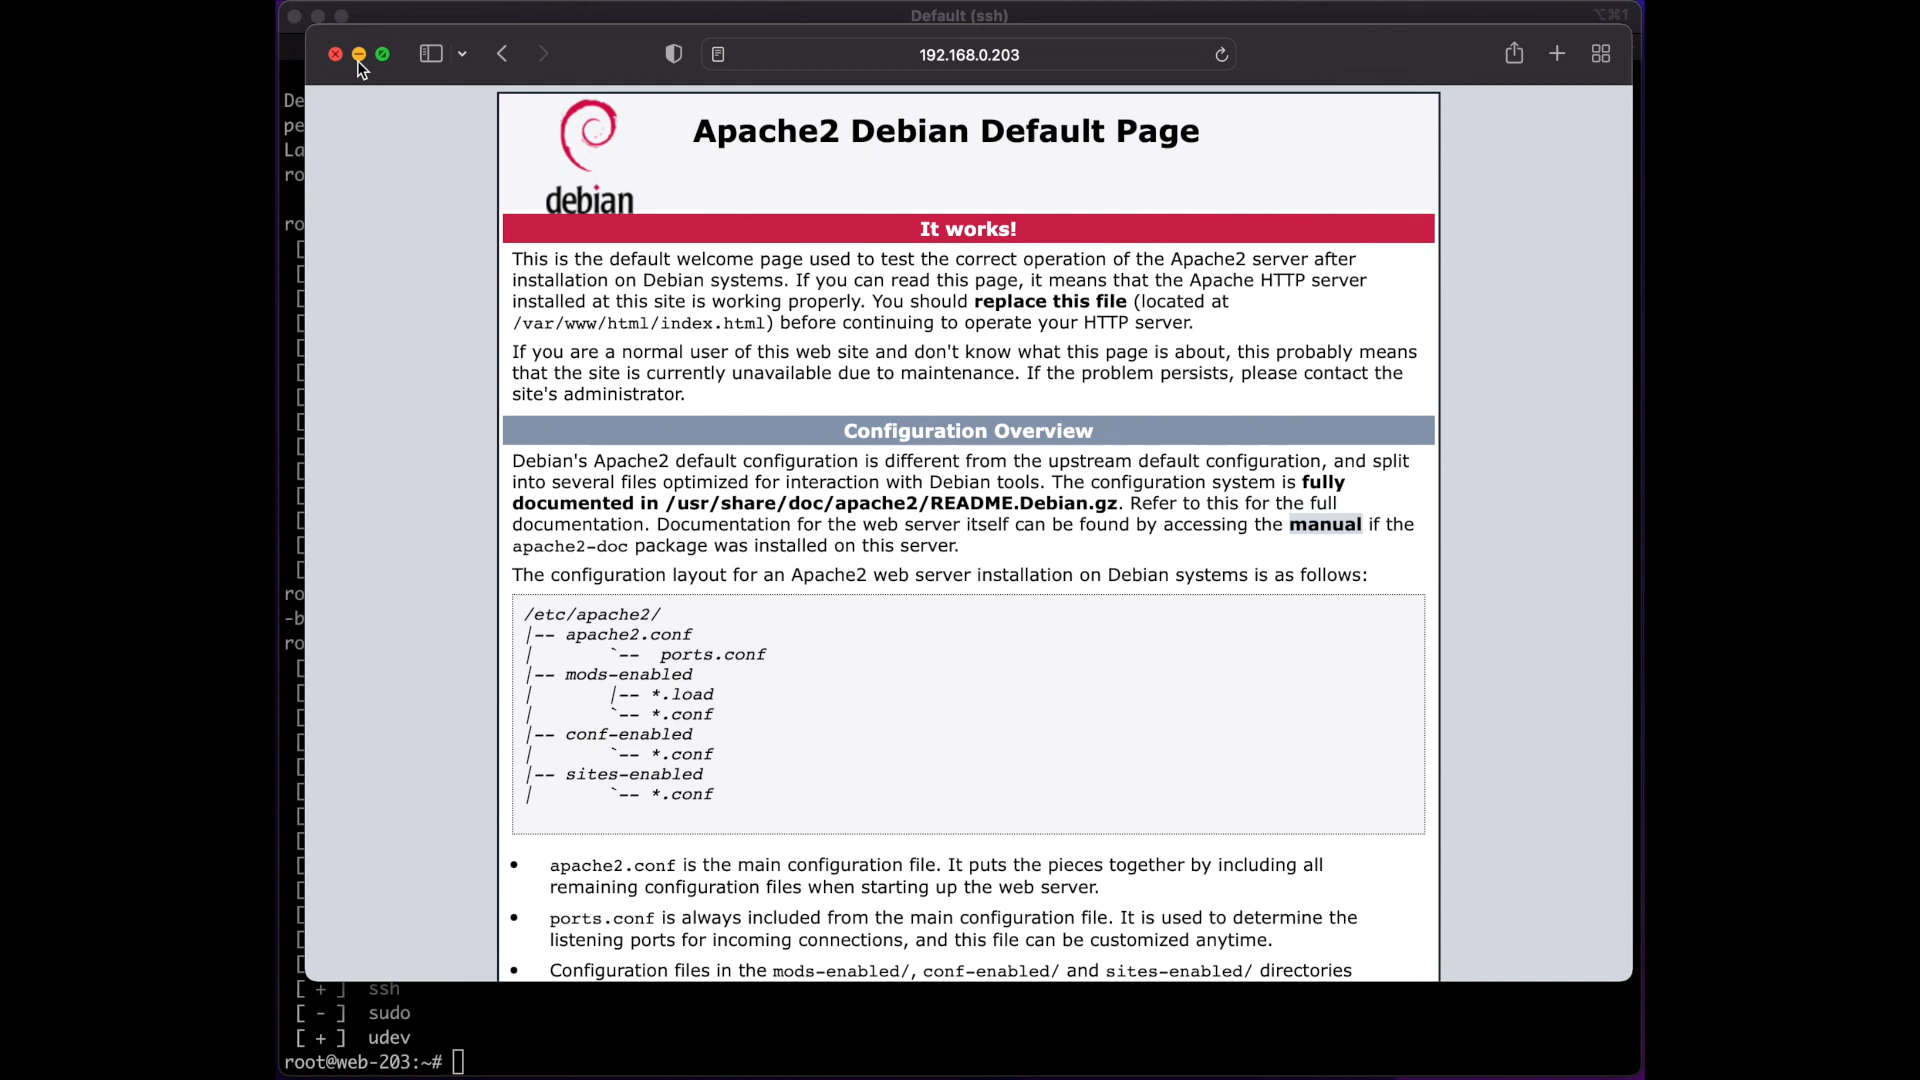 Default (ssh)
⌥⌘1
192.168.0.203
De
pe
La
ro
ro
[
[
[
[
[
[
[
[
[
[
[
[
[
[
ro
-b
ro
[
[
[
[
[
[
[
[
[
[
[
[
[
debian
Apache2 Debian Default Page
It works!
This is the default welcome page used to test the correct operation of the Apache2 server after
installation on Debian systems. If you can read this page, it means that the Apache HTTP server
installed at this site is working properly. You should replace this file (located at
/var/www/html/index.html) before continuing to operate your HTTP server.
If you are a normal user of this web site and don't know what this page is about, this probably means
that the site is currently unavailable due to maintenance. If the problem persists, please contact the
site's administrator.
Configuration Overview
Debian's Apache2 default configuration is different from the upstream default configuration, and split
into several files optimized for interaction with Debian tools. The configuration system is fully
documented in /usr/share/doc/apache2/README.Debian.gz. Refer to this for the full
documentation. Documentation for the web server itself can be found by accessing the manual if the
apache2-doc package was installed on this server.
The configuration layout for an Apache2 web server installation on Debian systems is as follows:
/etc/apache2/
|-- apache2.conf
|       `--  ports.conf
|-- mods-enabled
|       |-- *.load
|       `-- *.conf
|-- conf-enabled
|       `-- *.conf
|-- sites-enabled
|       `-- *.conf
• apache2.conf is the main configuration file. It puts the pieces together by including all
remaining configuration files when starting up the web server.
• ports.conf is always included from the main configuration file. It is used to determine the
listening ports for incoming connections, and this file can be customized anytime.
• Configuration files in the mods-enabled/, conf-enabled/ and sites-enabled/ directories
[ + ]  ssh
[ - ]  sudo
[ + ]  udev
root@web-203:~#